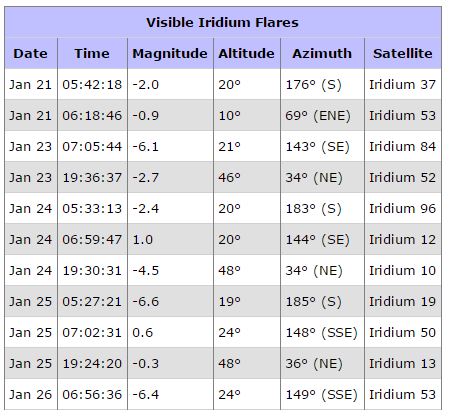 Visible Iridium Flares
Date Time Magnitude Altitude Azimuth Satellite
Jan 21 05:42:18 -2.0 20° 176° (S) Iridium 37
Jan 21 06:18:46 -0.9 10° 69° (ENE) Iridium 53
Jan 23 07:05:44 -6.1 21° 143° (SE) Iridium 84
Jan 23 19:36:37 -2.7 46° 34° (NE) Iridium 52
Jan 24 05:33:13 -2.4 20° 183° (S) Iridium 96
Jan 24 06:59:47 1.0 20° 144° (SE) Iridium 12
Jan 24 19:30:31 -4.5 48° 34° (NE) Iridium 10
Jan 25 05:27:21 -6.6 19° 185° (S) Iridium 19
Jan 25 07:02:31 0.6 24° 148° (SSE) Iridium 50
Jan 25 19:24:20 -0.3 48° 36° (NE) Iridium 13
Jan 26 06:56:36 -6.4 24° 149° (SSE) Iridium 53